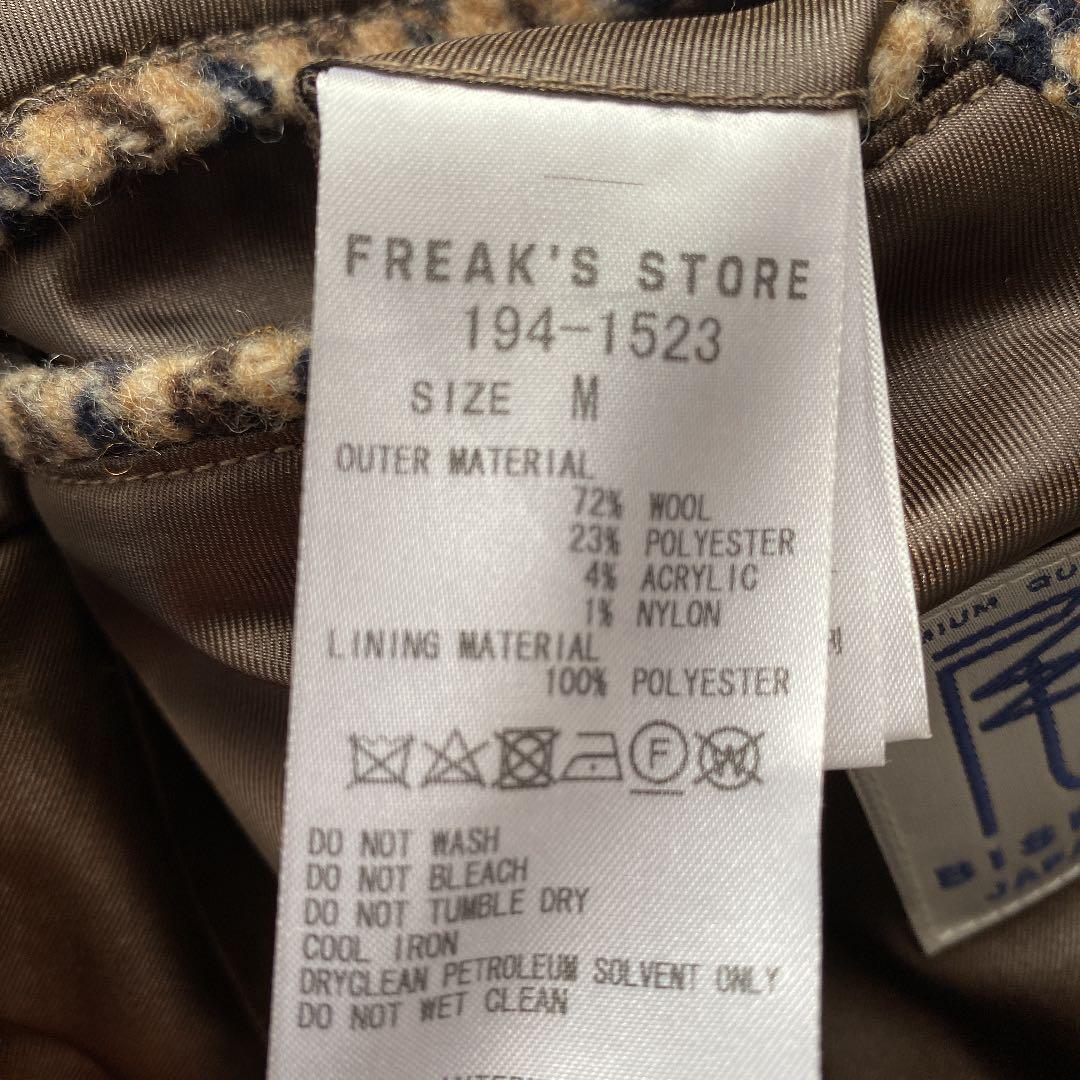 FREAK'S STORE
194-1523
SIZE M
OUTER MATERIAL
72% WOOL
23% POLYESTER
4% ACRYLIC
1% NYLON
LINING MATERIAL
100% POLYESTER
F W
DO NOT WASH
DO NOT BLEACH
DO NOT TUMBLE DRY
COOL IRON
DRYCLEAN PETROLEUM SOLVENT ONLY
DO NOT WET CLEAN